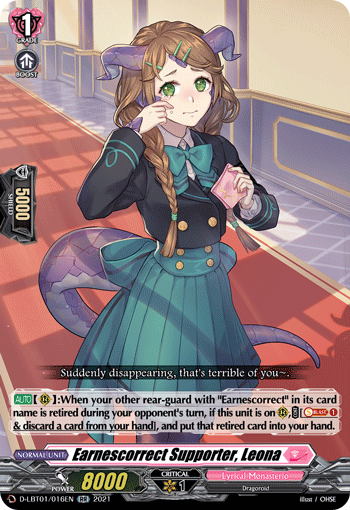 1
GRADE
BOOST
5000
SHIELD
Suddenly disappearing, that's terrible of you~.
AUTO [ ]:When your other rear-guard with "Earnescorrect" in its card
name is retired during your opponent's turn, if this unit is on , [ BLAST 1
& discard a card from your hand], and put that retired card into your hand.
NORMAL UNIT Earnescorrect Supporter, Leona
POWER 8000 CRITICAL 1 Lyrical Monasterio
Dragoroid
D-LBT01/016EN RR 2021 Illust / OHSE